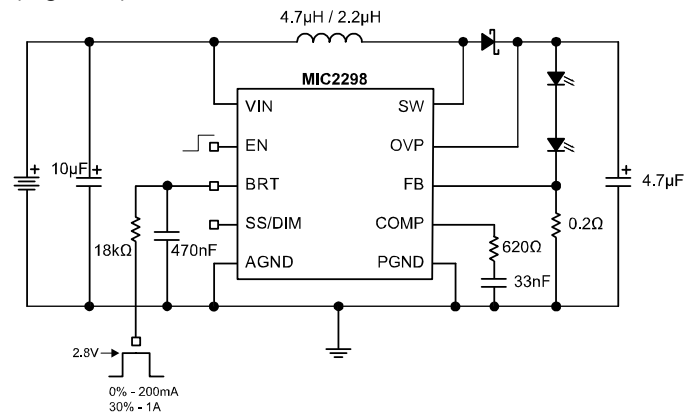 4.7µH / 2.2µH
MIC2298
VIN
SW
EN
OVP
10µF
+
+
+
4.7µF
BRT
FB
SS/DIM
COMP
0.2Ω
18kΩ
470nF
620Ω
AGND
PGND
33nF
2.8V
0% - 200mA
30% - 1A